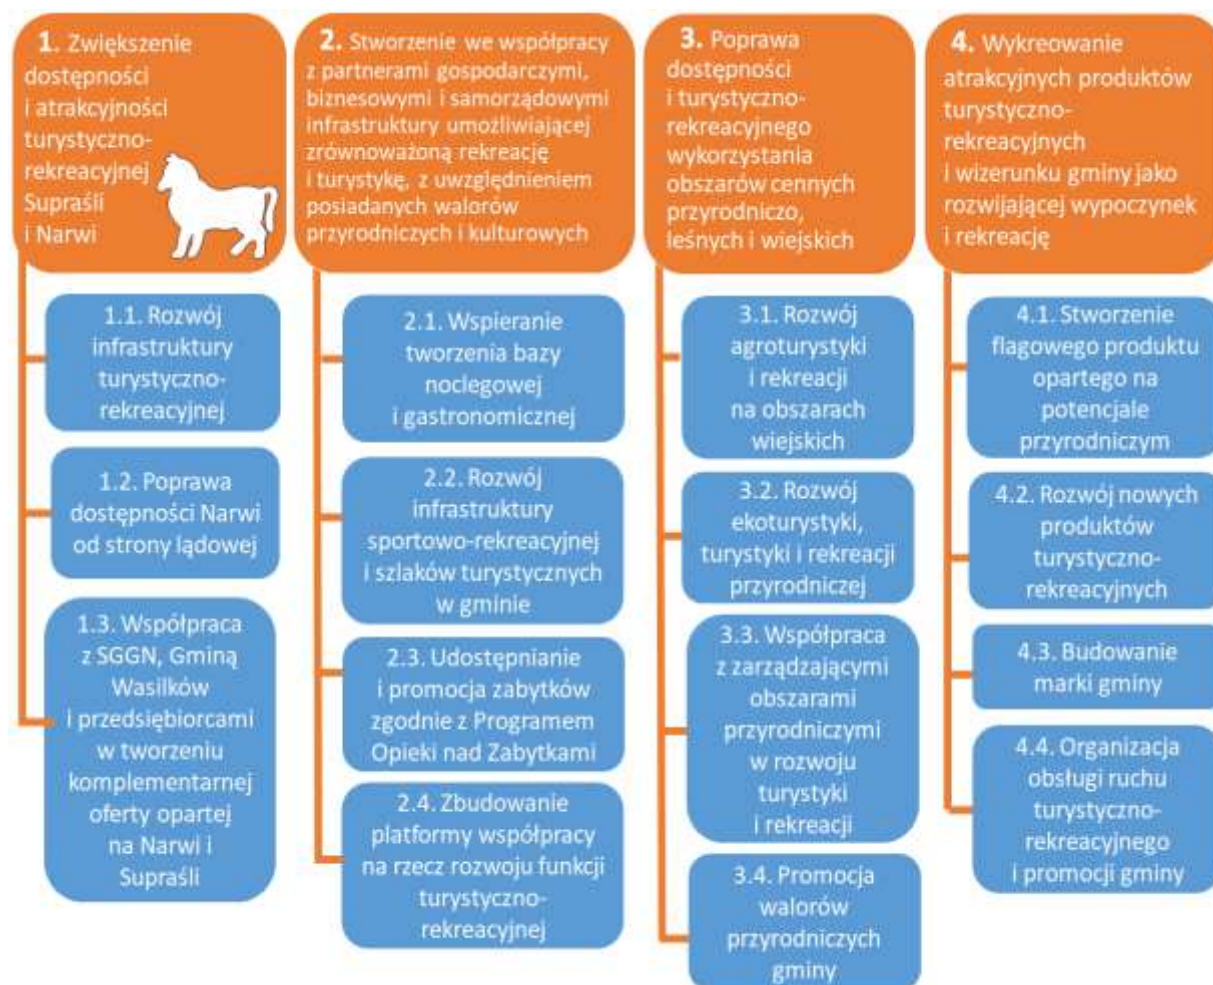 1. Zwiększenie
dostępności
i atrakcyjności
turystyczno-
rekreacyjnej
Supraśli
i Narwi
1.1. Rozwój
infrastruktury
turystyczno-
rekreacyjnej
1.2. Poprawa
dostępności Narwi
od strony lądowej
1.3. Współpraca
z SGGN, Gminą
Wasilków
i przedsiębiorcami
w tworzeniu
komplementarnej
oferty opartej
na Narwi i
Supraśli
2. Stworzenie we współpracy
z partnerami gospodarczymi,
biznesowymi i samorządowymi
infrastruktury umożliwiającej
zrównoważoną rekreację
i turystykę, z uwzględnieniem
posiadanych walorów
przyrodniczych i kulturowych
2.1. Wspieranie
tworzenia bazy
noclegowej
i gastronomicznej
2.2. Rozwój
infrastruktury
sportowo-rekreacyjnej
i szlaków turystycznych
w gminie
2.3. Udostępnianie
i promocja zabytków
zgodnie z Programem
Opieki nad Zabytkami
2.4. Zbudowanie
platformy współpracy
na rzecz rozwoju funkcji
turystyczno-
rekreacyjnej
3. Poprawa
dostępności
i turystyczno-
rekreacyjnego
wykorzystania
obszarów cennych
przyrodniczo,
leśnych i wiejskich
3.1. Rozwój
agroturystyki
i rekreacji
na obszarach
wiejskich
3.2. Rozwój
ekoturystyki,
turystyki i rekreacji
przyrodniczej
3.3. Współpraca
z zarządzającymi
obszarami
przyrodniczymi
w rozwoju
turystyki
i rekreacji
3.4. Promocja
walorów
przyrodniczych
gminy
4. Wykreowanie
atrakcyjnych produktów
turystyczno-
rekreacyjnych
i wizerunku gminy jako
rozwijającej wypoczynek
i rekreację
4.1. Stworzenie
flagowego produktu
opartego na
potencjale
przyrodniczym
4.2. Rozwój nowych
produktów
turystyczno-
rekreacyjnych
4.3. Budowanie
marki gminy
4.4. Organizacja
obsługi ruchu
turystyczno-
rekreacyjnego
i promocji gminy